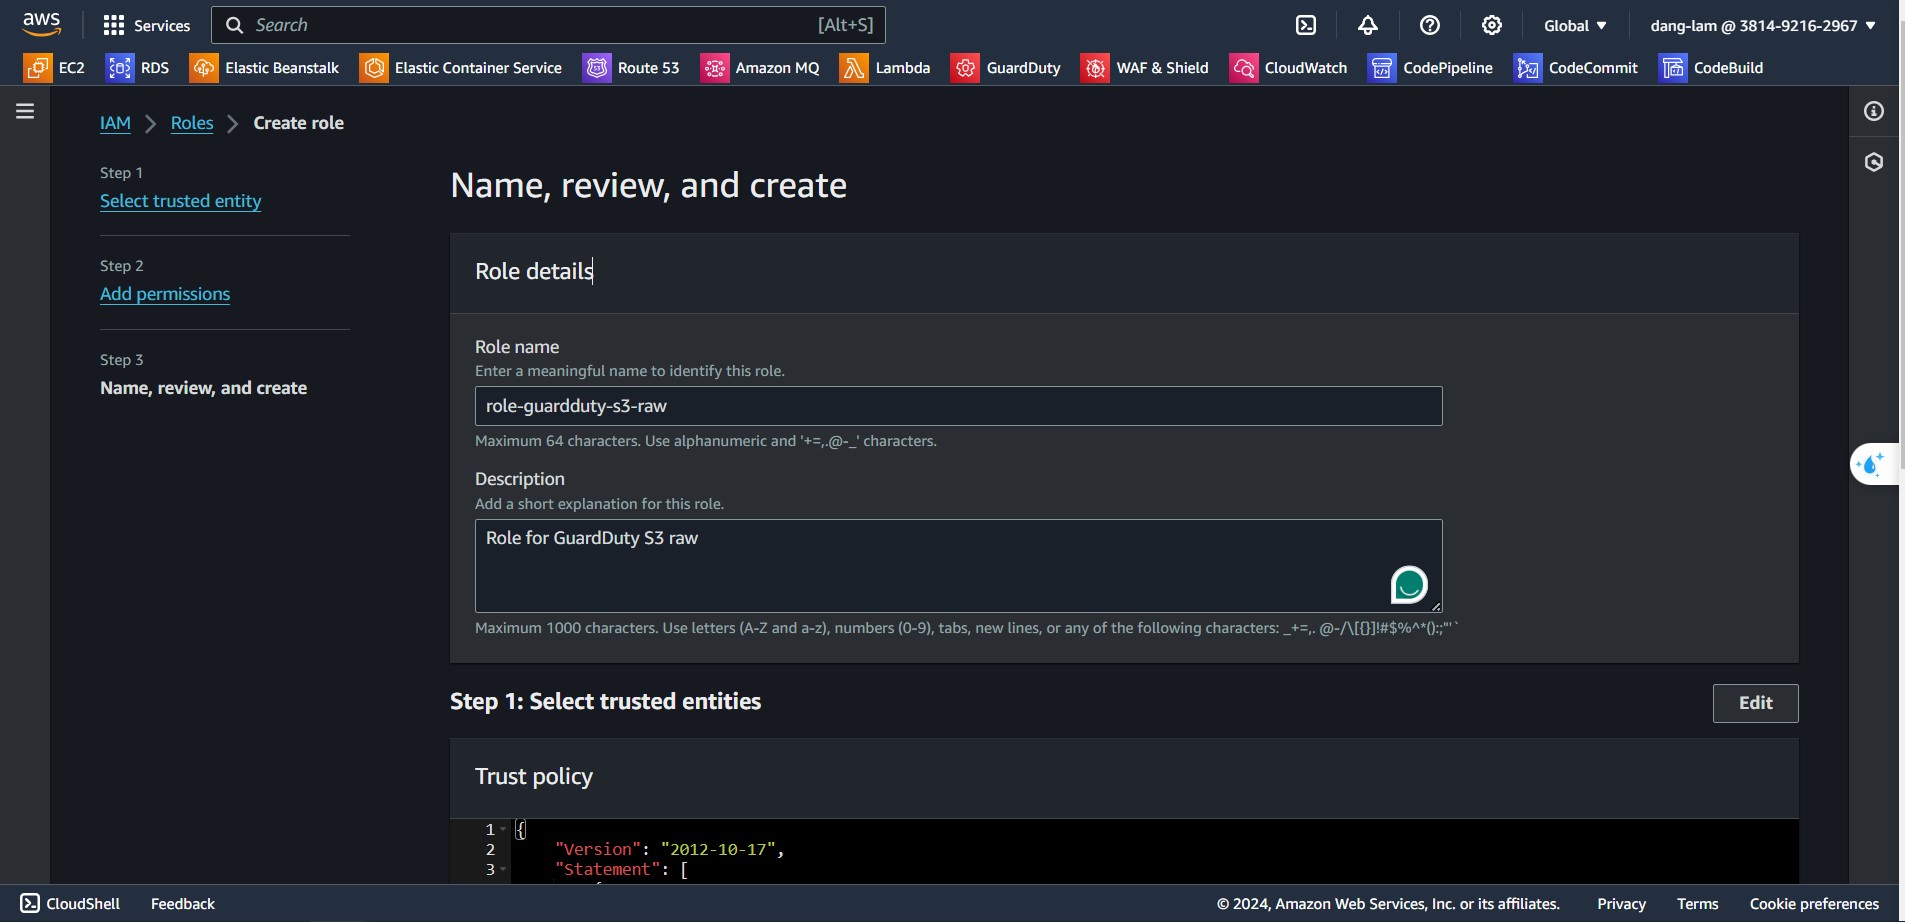 aws Services Search [Alt+S] Global dang-lam @ 3814-9216-2967
EC2 RDS Elastic Beanstalk Elastic Container Service Route 53 Amazon MQ Lambda GuardDuty WAF & Shield CloudWatch CodePipeline CodeCommit CodeBuild
IAM Roles Create role
Step 1
Select trusted entity
Step 2
Add permissions
Step 3
Name, review, and create
Name, review, and create
Role details
Role name
Enter a meaningful name to identify this role.
role-guardduty-s3-raw
Maximum 64 characters. Use alphanumeric and '+=,.@-_' characters.
Description
Add a short explanation for this role.
Role for GuardDuty S3 raw
Maximum 1000 characters. Use letters (A-Z and a-z), numbers (0-9), tabs, new lines, or any of the following characters: _+=,. @-/\[{}]!#$%^*();:"'`
Step 1: Select trusted entities
Edit
Trust policy
1 {
2 "Version": "2012-10-17",
3 "Statement": [
CloudShell Feedback © 2024, Amazon Web Services, Inc. or its affiliates. Privacy Terms Cookie preferences